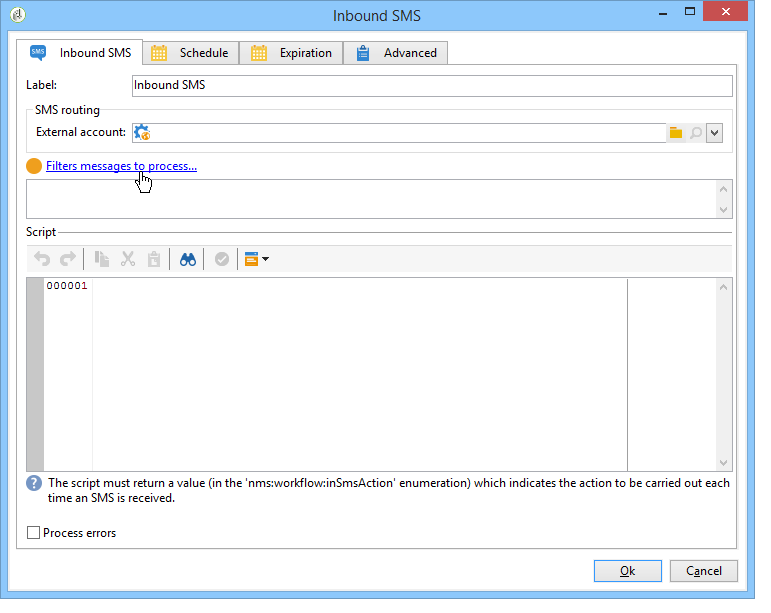 Inbound SMS
SMS Inbound SMS Schedule Expiration Advanced
Label: Inbound SMS
SMS routing
External account:
Filters messages to process...
Script
000001
The script must return a value (in the 'nms:workflow:inSmsAction' enumeration) which indicates the action to be carried out each
time an SMS is received.
Process errors
Ok Cancel